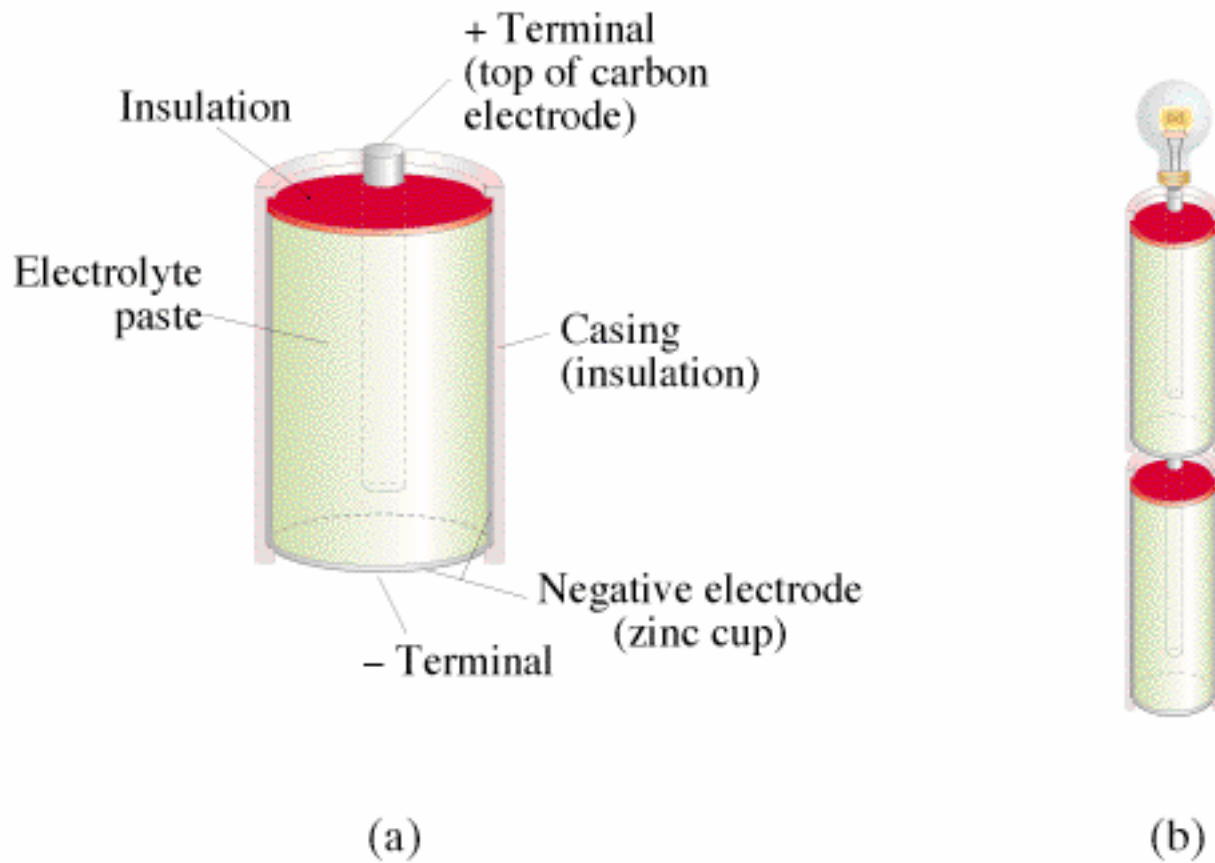 + Terminal
(top of carbon
electrode)
Insulation
Electrolyte
paste
Casing
(insulation)
Negative electrode
(zinc cup)
– Terminal
(a)
(b)